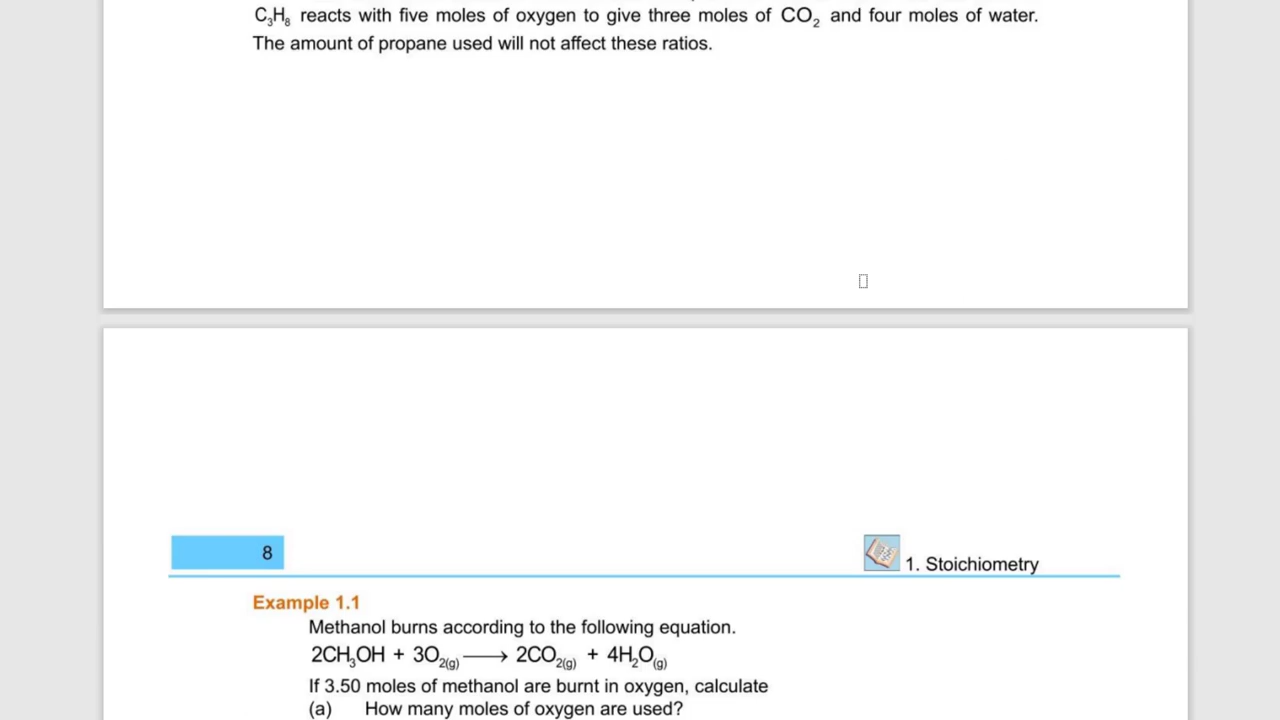 C₃H₈ reacts with five moles of oxygen to give three moles of CO₂ and four moles of water.
The amount of propane used will not affect these ratios.
8
1. Stoichiometry
Example 1.1
Methanol burns according to the following equation.
2CH₃OH + 3O₂₍g₎ ⟶ 2CO₂₍g₎ + 4H₂O₍g₎
If 3.50 moles of methanol are burnt in oxygen, calculate
(a) How many moles of oxygen are used?